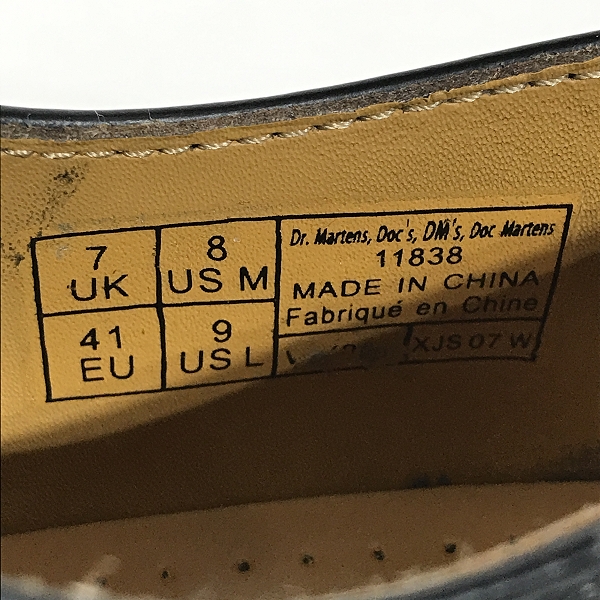 7
UK
8
US M
41
EU
9
US L
Dr. Martens, Doc's, DM's, Doc Martens
11838
MADE IN CHINA
Fabriqué en Chine
XJS 07 W